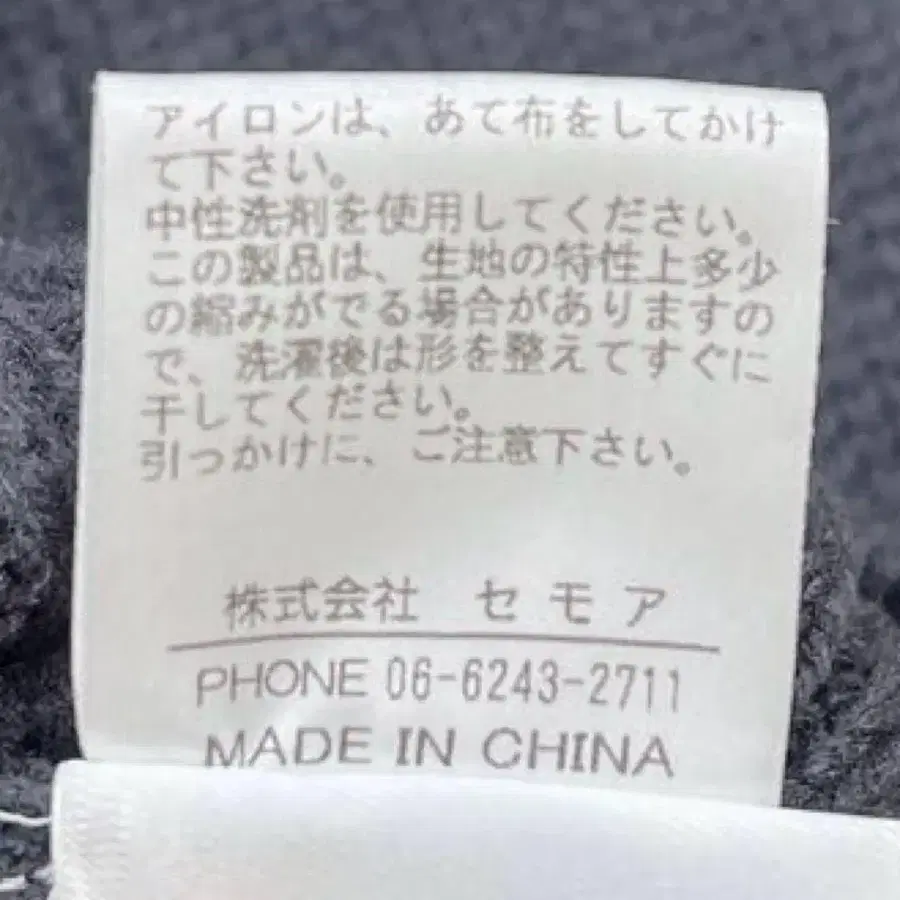 アイロンは、あて布をしてかけ
て下さい。
中性洗剤を使用してください。
この製品は、生地の特性上多少
の縮みがでる場合がありますの
で、洗濯後は形を整えてすぐに
干してください。
引っかけに、ご注意下さい。
株式会社 セモア
PHONE 06-6243-2711
MADE IN CHINA